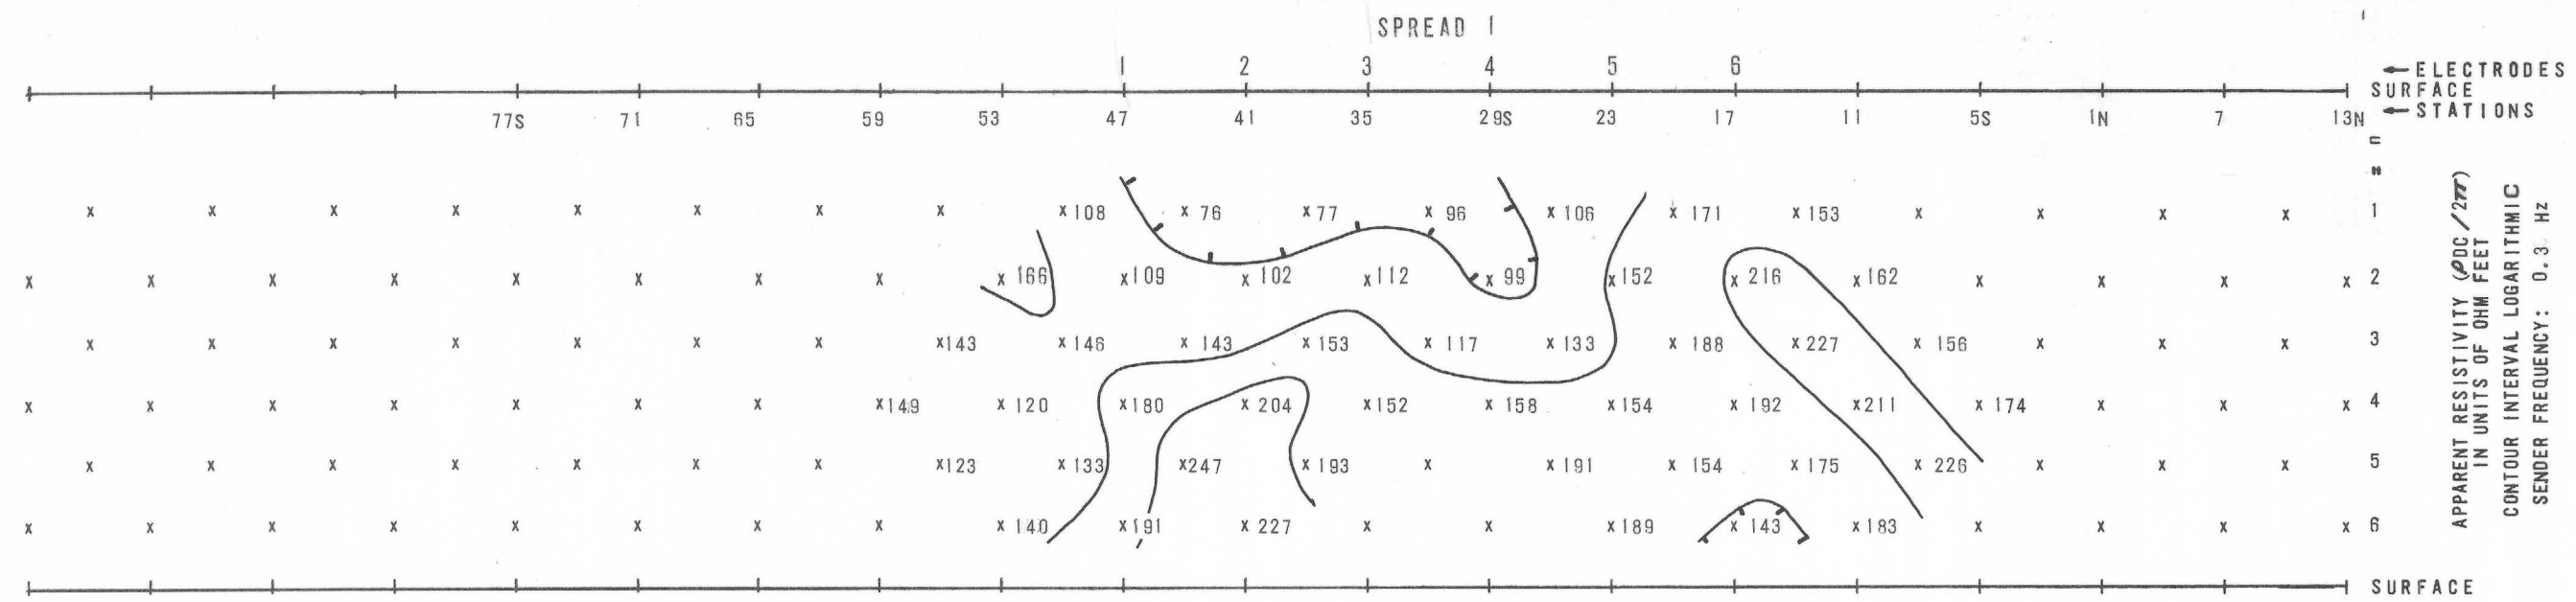 SPREAD 1
1 2 3 4 5 6 ← ELECTRODES
SURFACE
77S 71 65 59 53 47 41 35 29S 23 17 11 5S 1N 7 13N ← STATIONS
n =
x x x x x x x x x 108 x 76 x 77 x 96 x 106 x 171 x 153 x x x x 1
x x x x x x x x x 166 x 109 x 102 x 112 x 99 x 152 x 216 x 162 x x x x 2
x x x x x x x x 143 x 146 x 143 x 153 x 117 x 133 x 188 x 227 x 156 x x x 3
x x x x x x x x 149 x 120 x 180 x 204 x 152 x 158 x 154 x 192 x 211 x 174 x x x 4
x x x x x x x x 123 x 133 x 247 x 193 x x 191 x 154 x 175 x 226 x x x 5
x x x x x x x x x 140 x 191 x 227 x x x 189 x 143 x 183 x x x x 6
SURFACE
APPARENT RESISTIVITY (ρDC/2π)
IN UNITS OF OHM FEET
CONTOUR INTERVAL LOGARITHMIC
SENDER FREQUENCY: 0.3 Hz